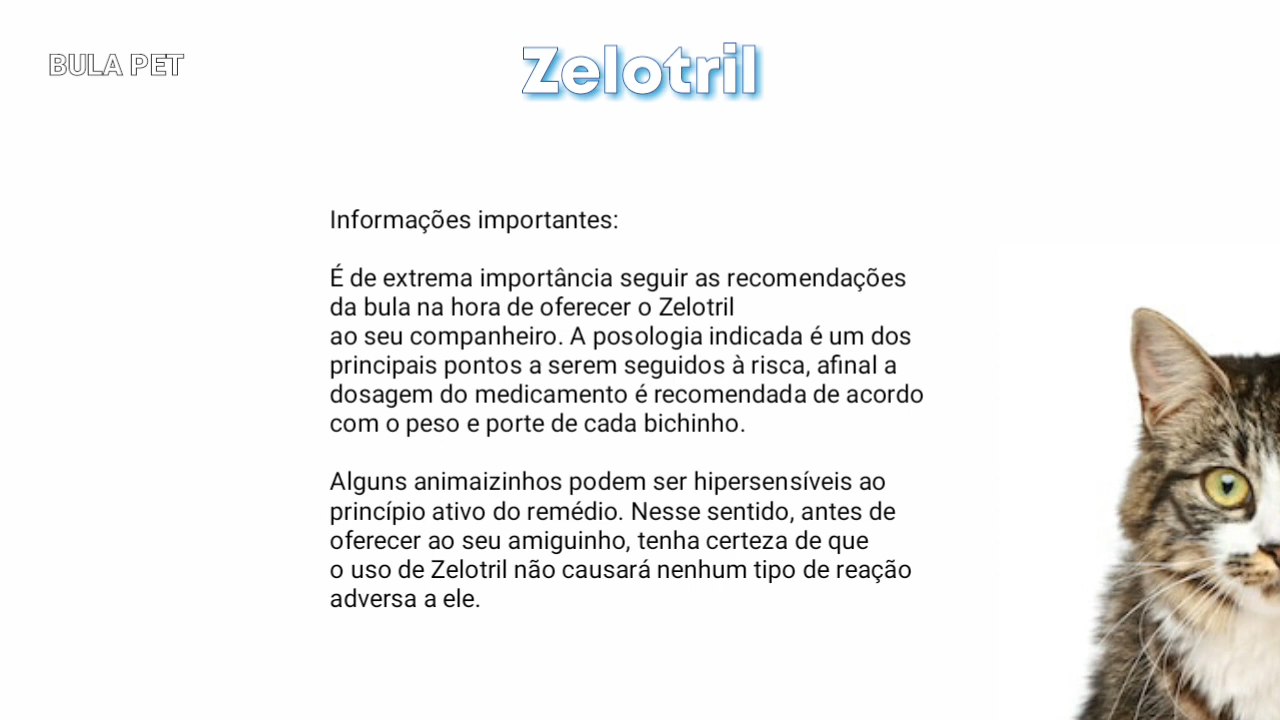 BULA PET
Zelotril
Informações importantes:
É de extrema importância seguir as recomendações
da bula na hora de oferecer o Zelotril
ao seu companheiro. A posologia indicada é um dos
principais pontos a serem seguidos à risca, afinal a
dosagem do medicamento é recomendada de acordo
com o peso e porte de cada bichinho.
Alguns animaizinhos podem ser hipersensíveis ao
princípio ativo do remédio. Nesse sentido, antes de
oferecer ao seu amiguinho, tenha certeza de que
o uso de Zelotril não causará nenhum tipo de reação
adversa a ele.